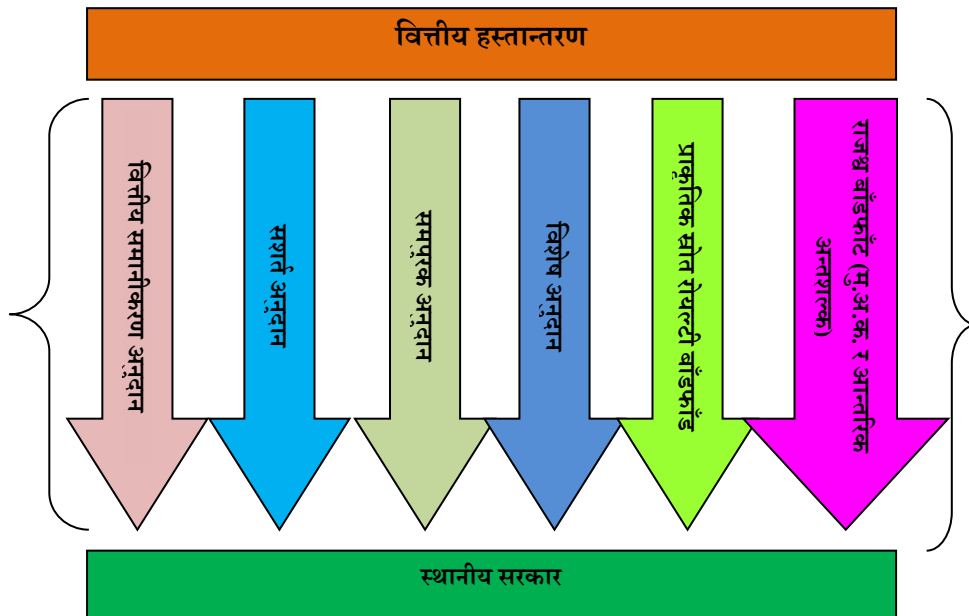 वित्तीय हस्तान्तरण
वित्तीय समानीकरण अनुदान
सशर्त अनुदान
समपुरक अनुदान
विशेष अनुदान
प्राकृतिक स्रोत रोयल्टी बाँडफाँड
राजश्व बाँडफाँट (मु.अ.क. र आन्तरिक
अन्तशुल्क)
स्थानीय सरकार